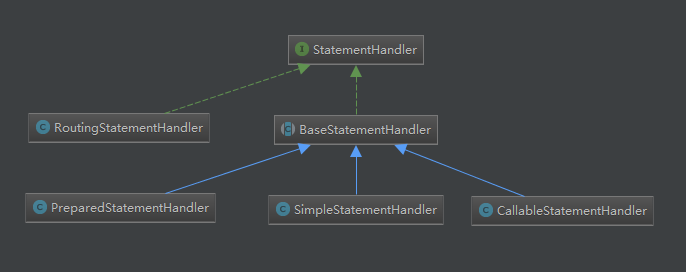 I StatementHandler
C RoutingStatementHandler
C BaseStatementHandler
C PreparedStatementHandler
C SimpleStatementHandler
C CallableStatementHandler